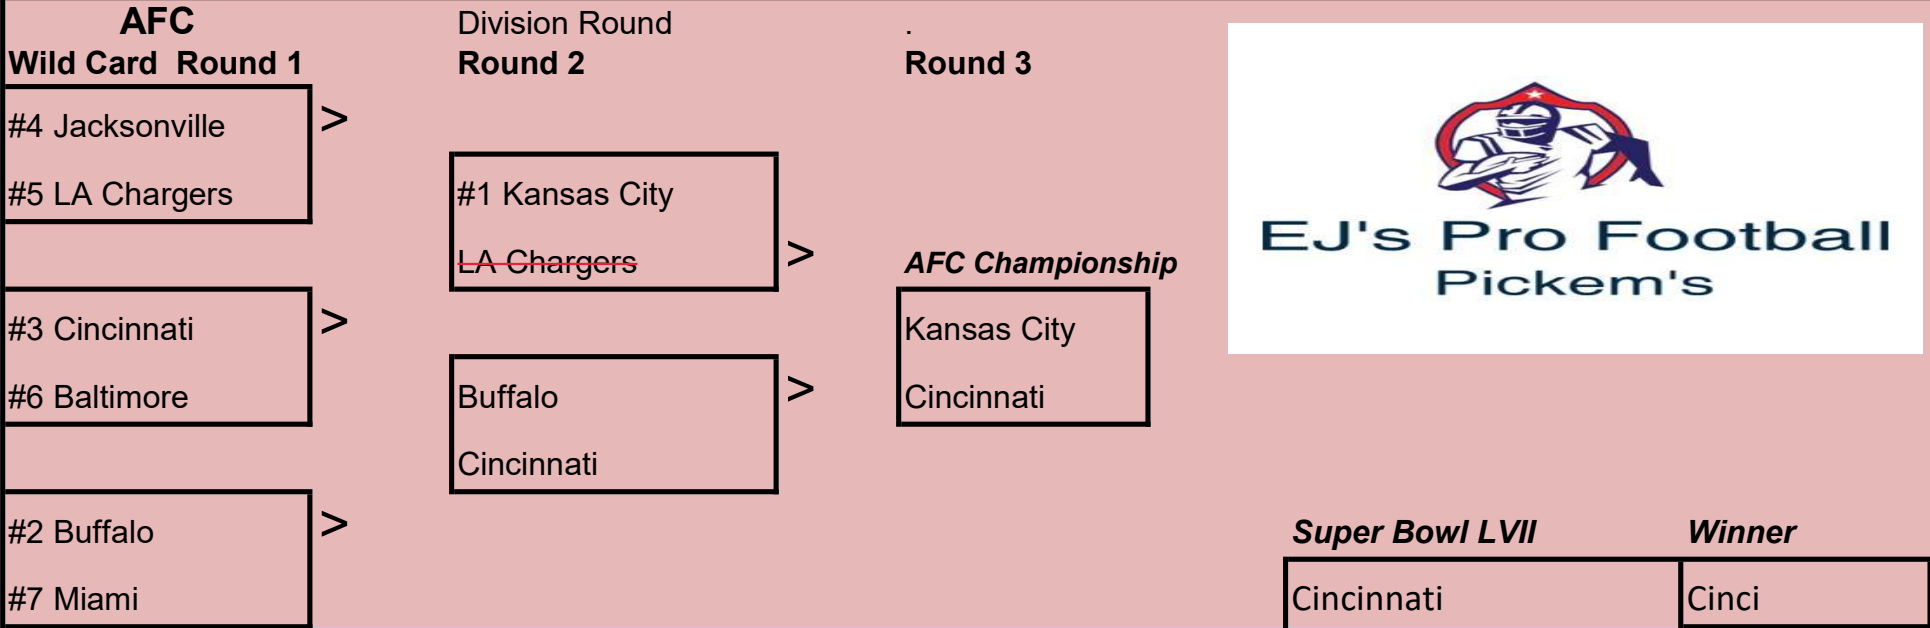 AFC Division Round .
Wild Card Round 1 Round 2 Round 3
#4 Jacksonville >
#5 LA Chargers #1 Kansas City
LA Chargers > AFC Championship
#3 Cincinnati > Kansas City
#6 Baltimore Buffalo > Cincinnati
Cincinnati
#2 Buffalo > Super Bowl LVII Winner
#7 Miami Cincinnati Cinci
EJ's Pro Football
Pickem's